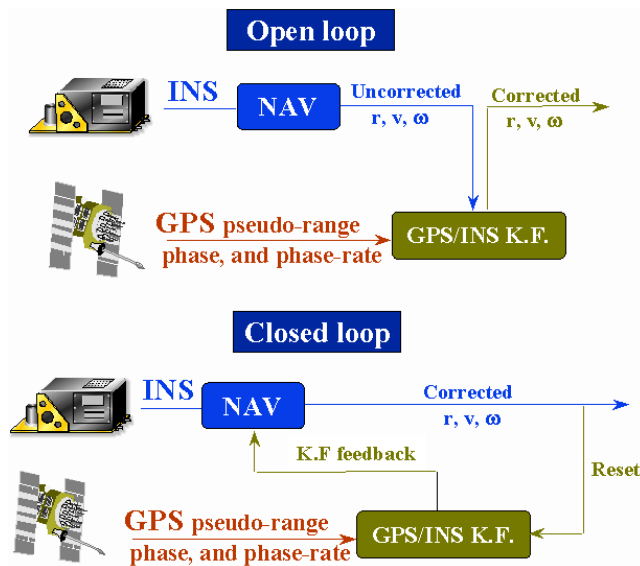 Open loop
INS
NAV
Uncorrected
r, v, ω
Corrected
r, v, ω
GPS pseudo-range
phase, and phase-rate
GPS/INS K.F.
Closed loop
INS
NAV
Corrected
r, v, ω
K.F feedback
Reset
GPS pseudo-range
phase, and phase-rate
GPS/INS K.F.